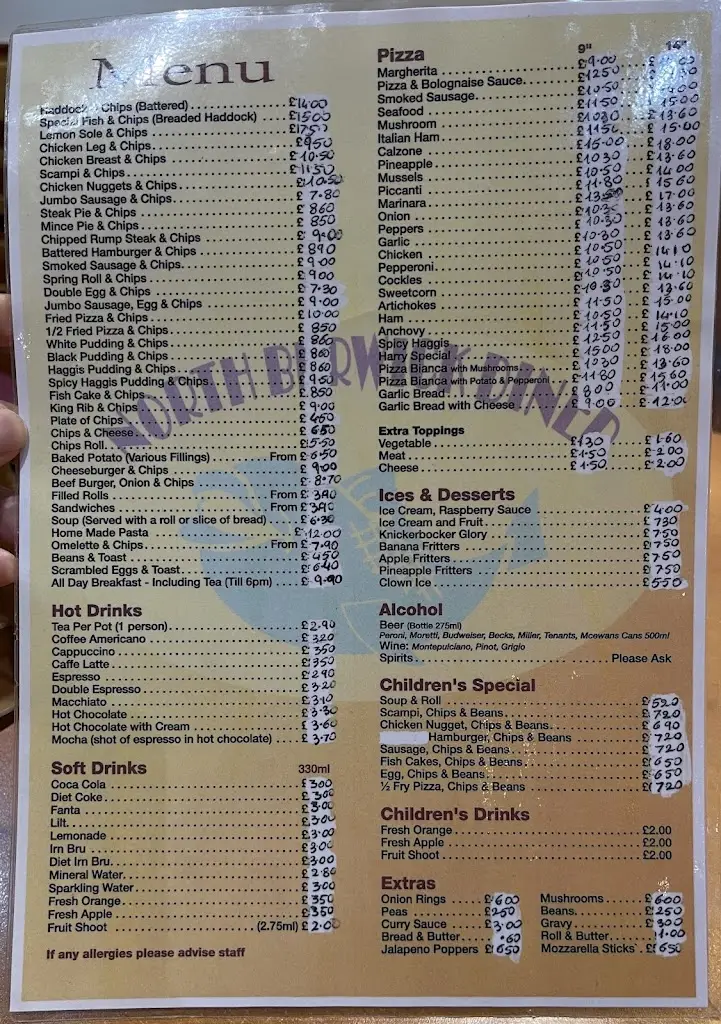 Menu
Haddock & Chips (Battered) £14.00
Special Fish & Chips (Breaded Haddock) £15.00
Lemon Sole & Chips £17.50
Chicken Leg & Chips £9.50
Chicken Breast & Chips £10.50
Scampi & Chips £11.50
Chicken Nuggets & Chips £10.50
Jumbo Sausage & Chips £7.80
Steak Pie & Chips £8.60
Mince Pie & Chips £8.50
Chipped Rump Steak & Chips £9.00
Battered Hamburger & Chips £8.90
Smoked Sausage & Chips £9.00
Spring Roll & Chips £9.00
Double Egg & Chips £7.30
Jumbo Sausage, Egg & Chips £9.00
Fried Pizza & Chips £10.00
1/2 Fried Pizza & Chips £8.50
White Pudding & Chips £8.60
Black Pudding & Chips £8.60
Haggis Pudding & Chips £8.60
Spicy Haggis Pudding & Chips £9.50
Fish Cake & Chips £8.50
King Rib & Chips £9.00
Plate of Chips £4.50
Chips & Cheese £6.50
Chips Roll £5.50
Baked Potato (Various Fillings) From £6.50
Cheeseburger & Chips £9.00
Beef Burger, Onion & Chips £8.70
Filled Rolls From £3.90
Sandwiches From £3.90
Soup (Served with a roll or slice of bread) £6.30
Home Made Pasta £12.00
Omelette & Chips From £7.90
Beans & Toast £4.50
Scrambled Eggs & Toast £6.40
All Day Breakfast - Including Tea (Till 6pm) £9.90
Hot Drinks
Tea Per Pot (1 person) £2.90
Coffee Americano £3.20
Cappuccino £3.50
Caffe Latte £3.50
Espresso £2.90
Double Espresso £3.20
Macchiato £3.10
Hot Chocolate £3.30
Hot Chocolate with Cream £3.60
Mocha (shot of espresso in hot chocolate) £3.70
Soft Drinks 330ml
Coca Cola £3.00
Diet Coke £3.00
Fanta £3.00
Lilt £3.00
Lemonade £3.00
Irn Bru £3.00
Diet Irn Bru £3.00
Mineral Water £2.80
Sparkling Water £3.00
Fresh Orange £3.50
Fresh Apple £3.50
Fruit Shoot (2.75ml) £2.00
If any allergies please advise staff
NORTH BERWICK DINER
Pizza 9" 14"
Margherita £9.00
Pizza & Bolognaise Sauce £12.50
Smoked Sausage £10.50
Seafood £11.50 £15.00
Mushroom £10.30 £13.60
Italian Ham £11.50 £15.00
Calzone £15.00 £18.00
Pineapple £10.30 £13.60
Mussels £10.50 £14.00
Piccanti £11.80 £15.60
Marinara £17.00
Onion £13.60
Peppers £10.30 £13.60
Garlic £10.30 £13.60
Chicken £10.50 £14.10
Pepperoni £10.50 £14.10
Cockles £10.50 £14.10
Sweetcorn £10.30 £13.60
Artichokes £11.50 £15.00
Ham £10.50 £14.10
Anchovy £11.50 £15.00
Spicy Haggis £12.50 £16.00
Harry Special £15.00 £18.00
Pizza Bianca with Mushrooms £10.30 £13.60
Pizza Bianca with Potato & Pepperoni £11.80 £15.60
Garlic Bread £8.00 £11.00
Garlic Bread with Cheese £9.00 £12.00
Extra Toppings
Vegetable £1.30 £1.60
Meat £1.50 £2.00
Cheese £1.50 £2.00
Ices & Desserts
Ice Cream, Raspberry Sauce £4.00
Ice Cream and Fruit £7.30
Knickerbocker Glory £7.50
Banana Fritters £7.50
Apple Fritters £7.50
Pineapple Fritters £7.50
Clown Ice £5.50
Alcohol
Beer (Bottle 275ml)
Peroni, Moretti, Budweiser, Becks, Miller, Tenants, Mcewans Cans 500ml
Wine: Montepulciano, Pinot, Grigio
Spirits Please Ask
Children's Special
Soup & Roll £5.20
Scampi, Chips & Beans £7.20
Chicken Nugget, Chips & Beans £6.90
Hamburger, Chips & Beans £7.20
Sausage, Chips & Beans £7.20
Fish Cakes, Chips & Beans £6.50
Egg, Chips & Beans £6.50
½ Fry Pizza, Chips & Beans £7.20
Children's Drinks
Fresh Orange £2.00
Fresh Apple £2.00
Fruit Shoot £2.00
Extras
Onion Rings £6.00 Mushrooms £6.00
Peas £2.50 Beans £2.50
Curry Sauce £3.00 Gravy £3.00
Bread & Butter .60 Roll & Butter £1.00
Jalapeno Poppers £6.50 Mozzarella Sticks £6.50